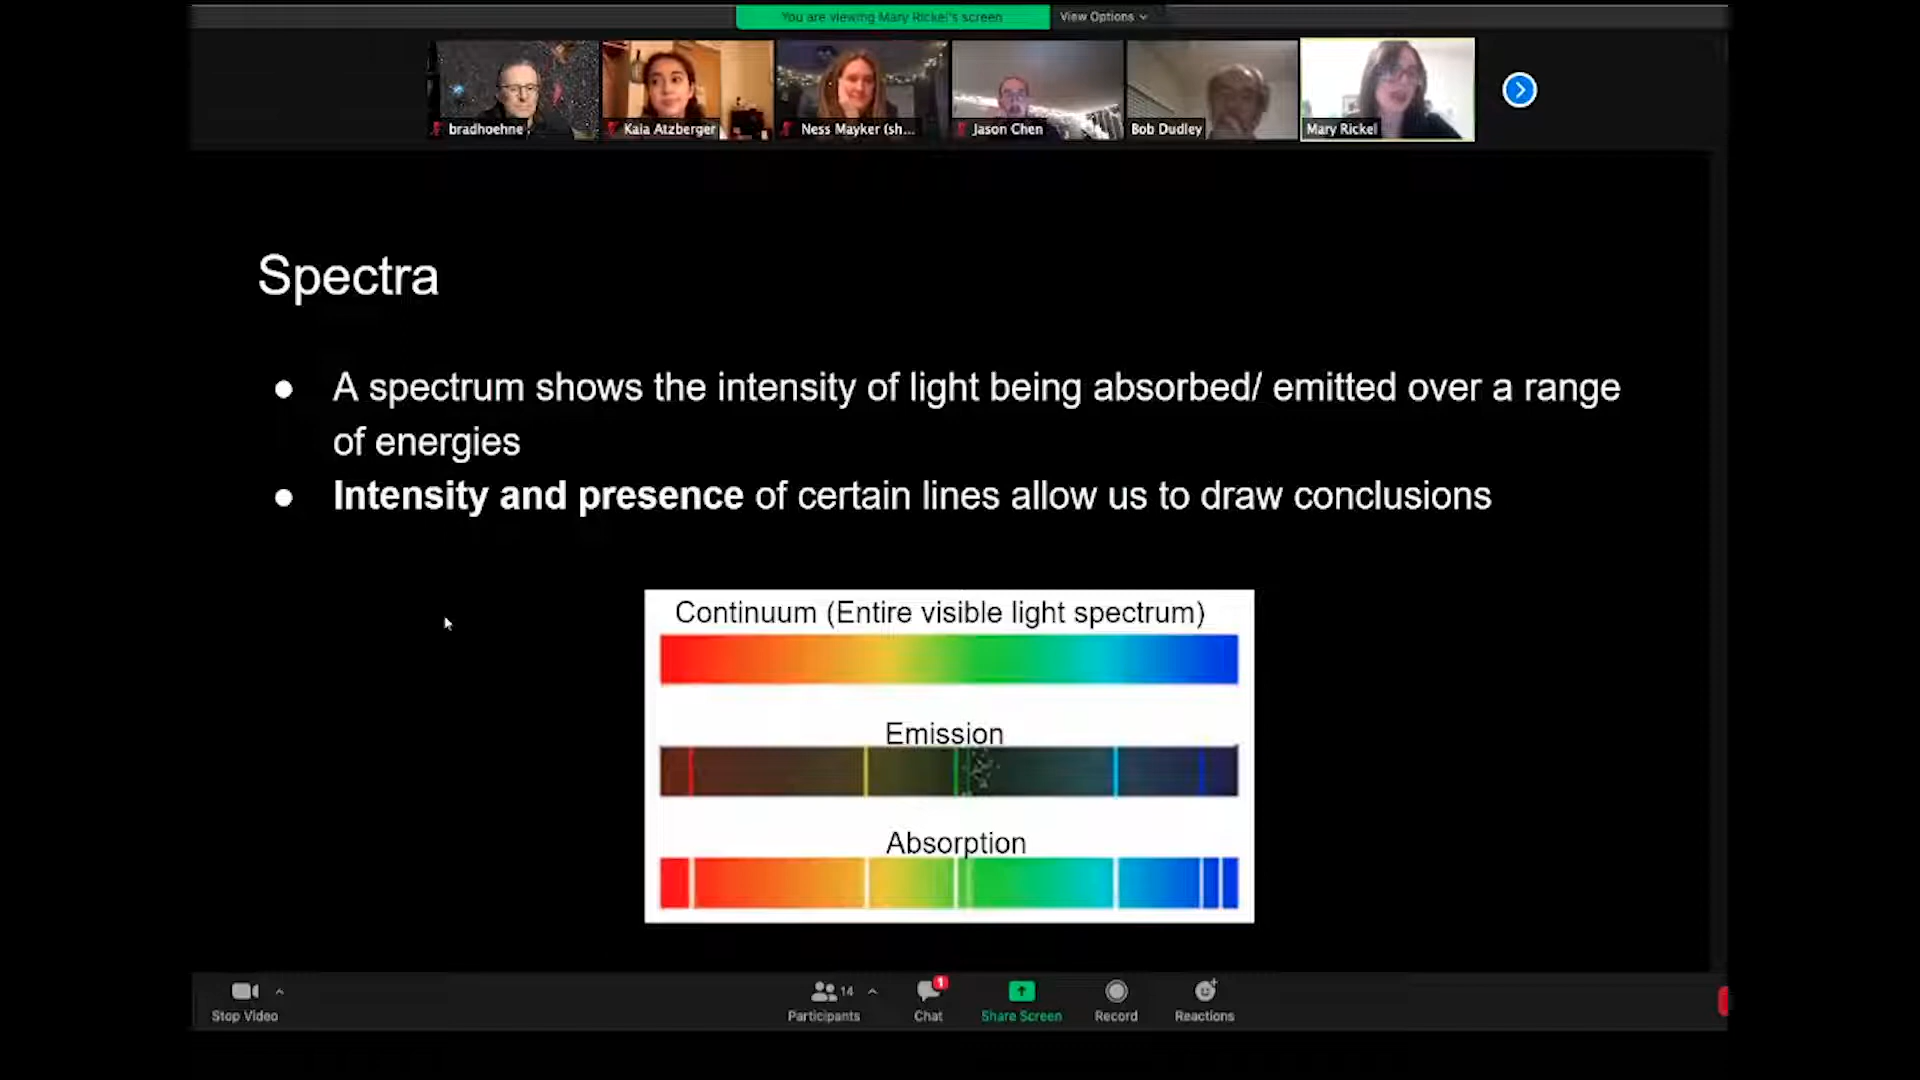 You are viewing Mary Rickel's screen
View Options
bradhoehne
Kaia Atzberger
Ness Mayker (sh...
Jason Chen
Bob Dudley
Mary Rickel
Spectra
A spectrum shows the intensity of light being absorbed/ emitted over a range
of energies
Intensity and presence of certain lines allow us to draw conclusions
Continuum (Entire visible light spectrum)
Emission
Absorption
14
1
Stop Video
Participants
Chat
Share Screen
Record
Reactions